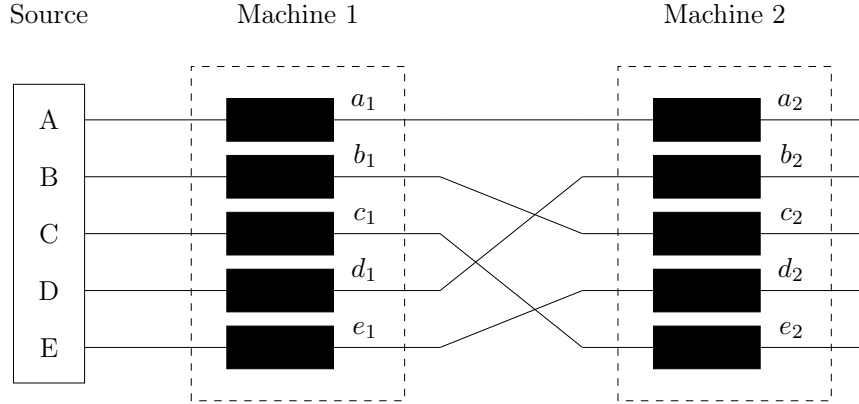 Source Machine 1 Machine 2
A a₁ a₂
B b₁ b₂
C c₁ c₂
D d₁ d₂
E e₁ e₂